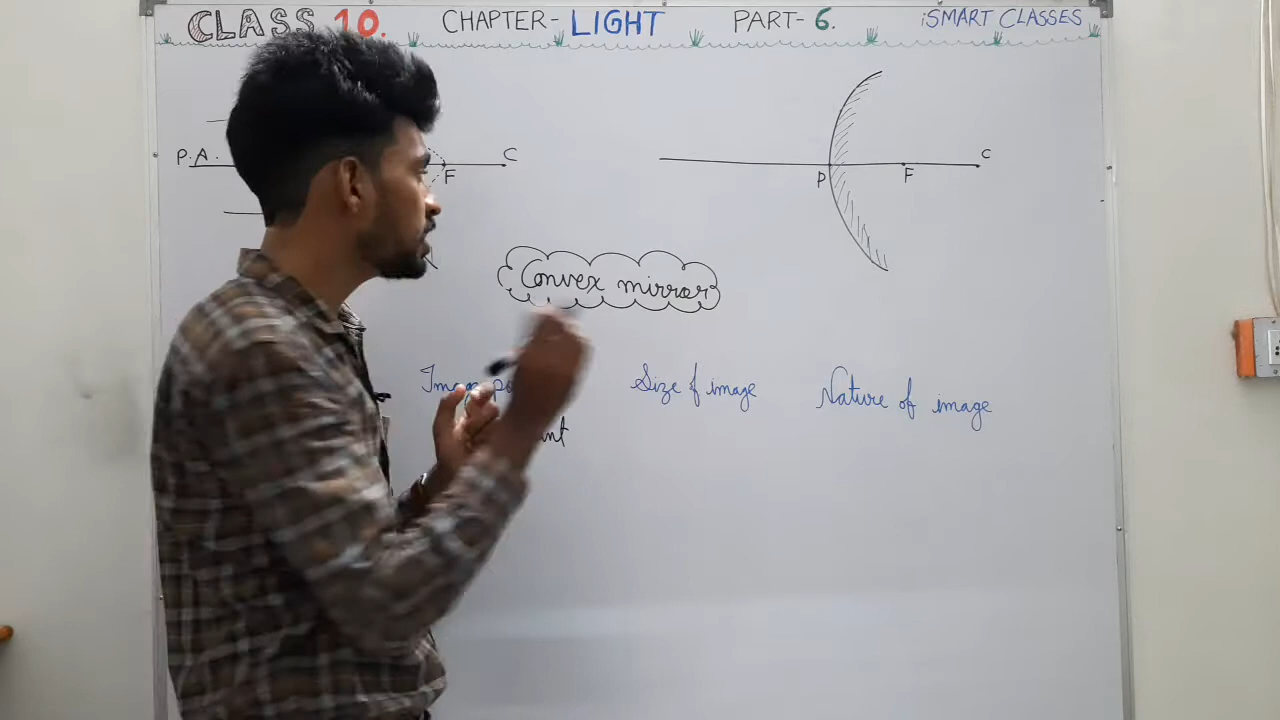 CLASS 10. CHAPTER- LIGHT PART- 6. iSMART CLASSES
P.A. F C
P F C
Convex mirror
Size of image Nature of image